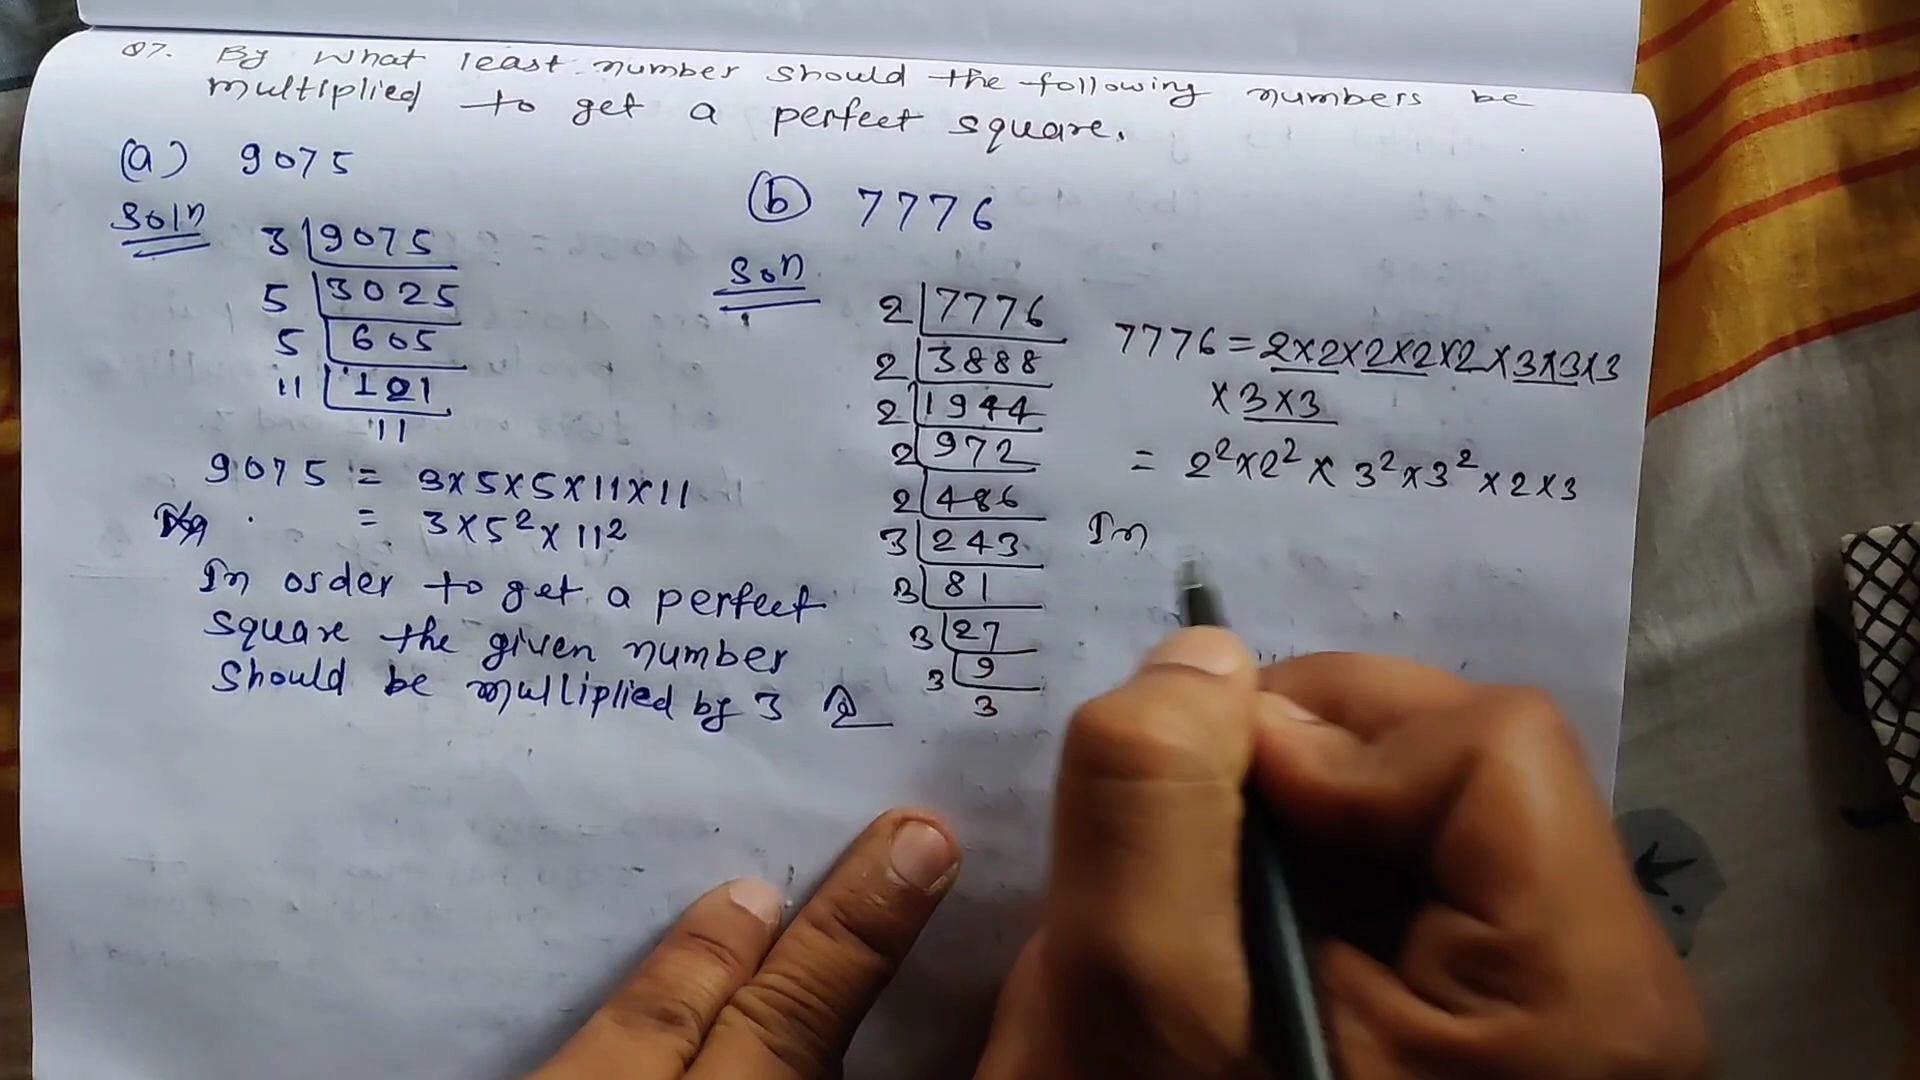 Q7. By what least number should the following numbers be
multiplied to get a perfect square.
(a) 9075
Soln
3 | 9075
5 | 3025
5 | 605
11 | 121
11
9075 = 3×5×5×11×11
= 3×5²×11²
In order to get a perfect
square the given number
should be multiplied by 3
(b) 7776
Son
2 | 7776
2 | 3888
2 | 1944
2 | 972
2 | 486
3 | 243
3 | 81
3 | 27
3 | 9
3
7776 = 2×2×2×2×2×3×3×3
×3×3
= 2²×2²×3²×3²×2×3
In